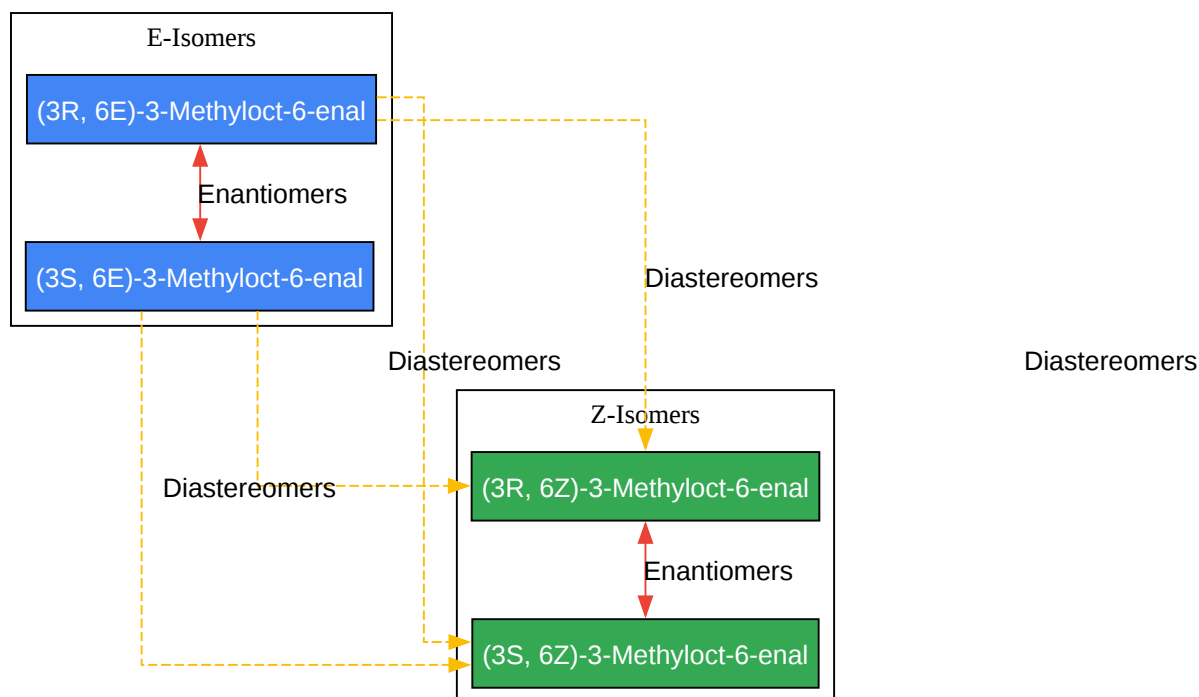 E-Isomers
(3R, 6E)-3-Methyloct-6-enal
Enantiomers
(3S, 6E)-3-Methyloct-6-enal
Diastereomers
Diastereomers
Diastereomers
Z-Isomers
(3R, 6Z)-3-Methyloct-6-enal
Diastereomers
Enantiomers
(3S, 6Z)-3-Methyloct-6-enal